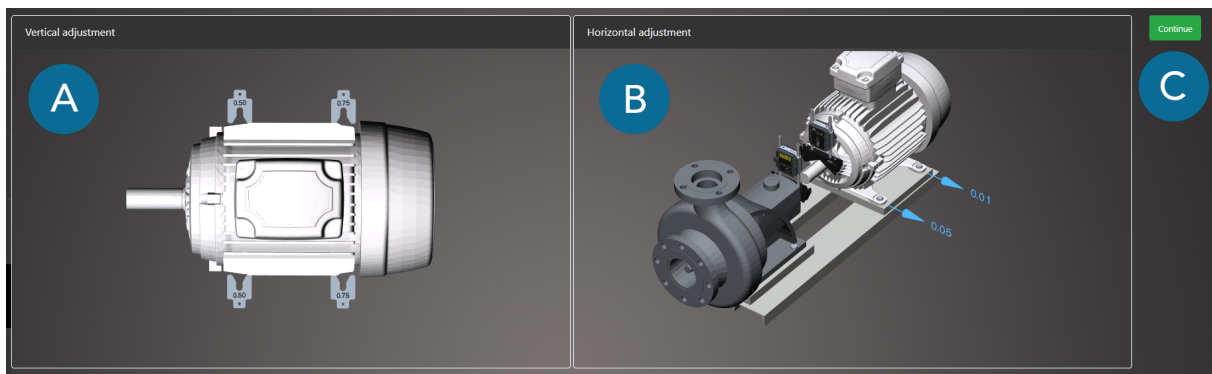 Vertical adjustment
Horizontal adjustment
Continue
A
B
C
0.50
0.75
0.50
0.75
0.01
0.05